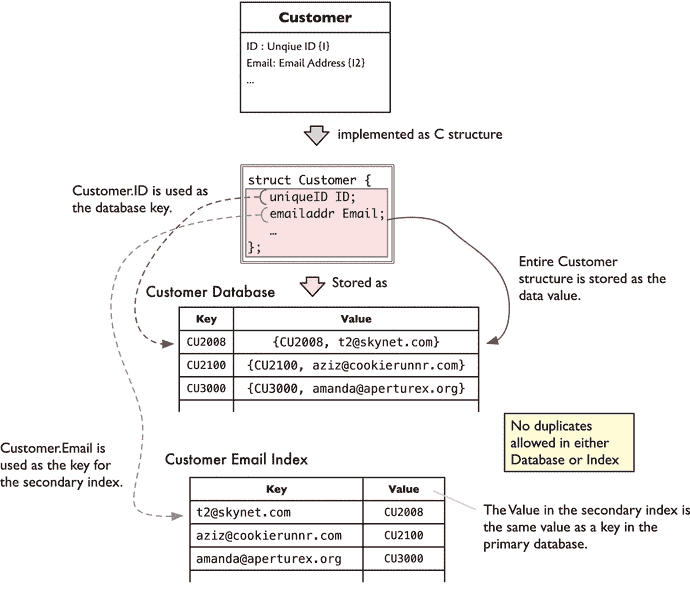 Customer
ID : Unqiue ID {I}
Email: Email Address {I2}
...
implemented as C structure
struct Customer {
uniqueID ID;
emailaddr Email;
...
};
Customer.ID is used as
the database key.
Entire Customer
structure is stored as the
data value.
Stored as
Customer Database
Key Value
CU2008 {CU2008, t2@skynet.com}
CU2100 {CU2100, aziz@cookierunnr.com}
CU3000 {CU3000, amanda@aperturex.org}
No duplicates
allowed in either
Database or Index
Customer.Email is
used as the key for
the secondary index.
Customer Email Index
Key Value
t2@skynet.com CU2008
aziz@cookierunnr.com CU2100
amanda@aperturex.org CU3000
The Value in the secondary index is
the same value as a key in the
primary database.